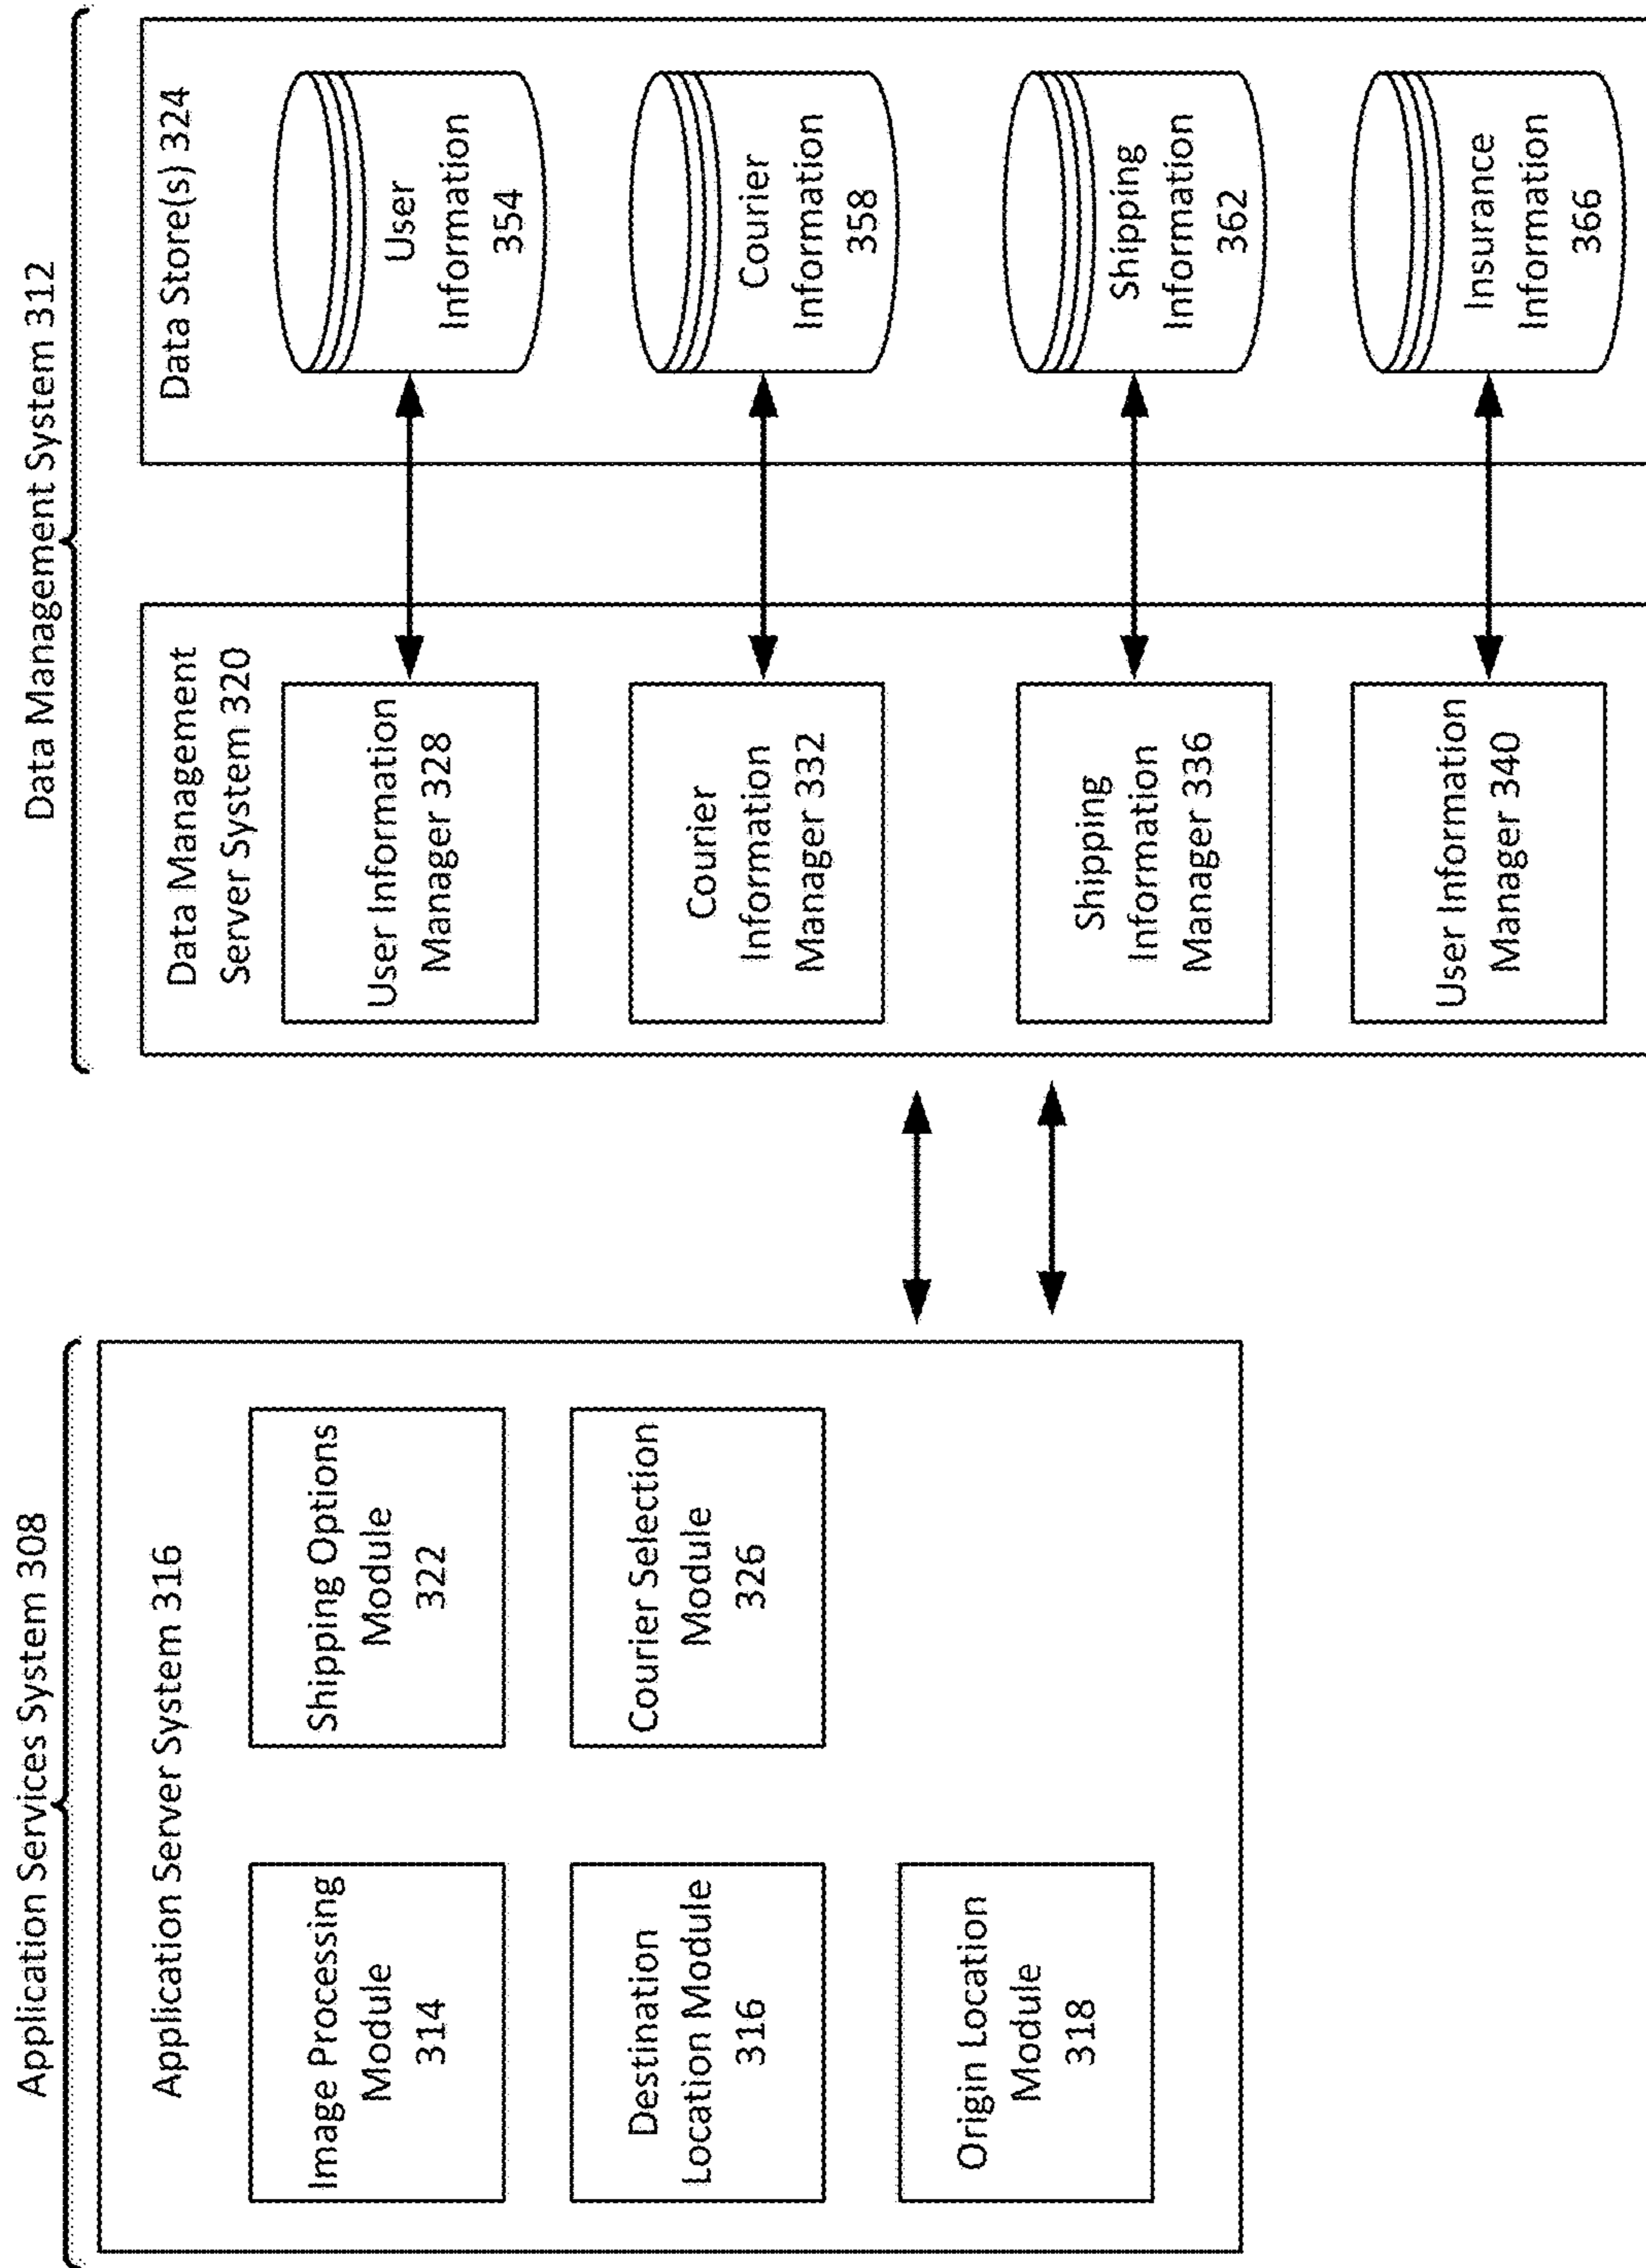 Application Services System 308
Application Server System 316
Image Processing
Module
314
Shipping Options
Module
322
Destination
Location Module
316
Courier Selection
Module
326
Origin Location
Module
318
Data Management System 312
Data Management
Server System 320
User Information
Manager 328
Courier
Information
Manager 332
Shipping
Information
Manager 336
User Information
Manager 340
Data Store(s) 324
User
Information
354
Courier
Information
358
Shipping
Information
362
Insurance
Information
366